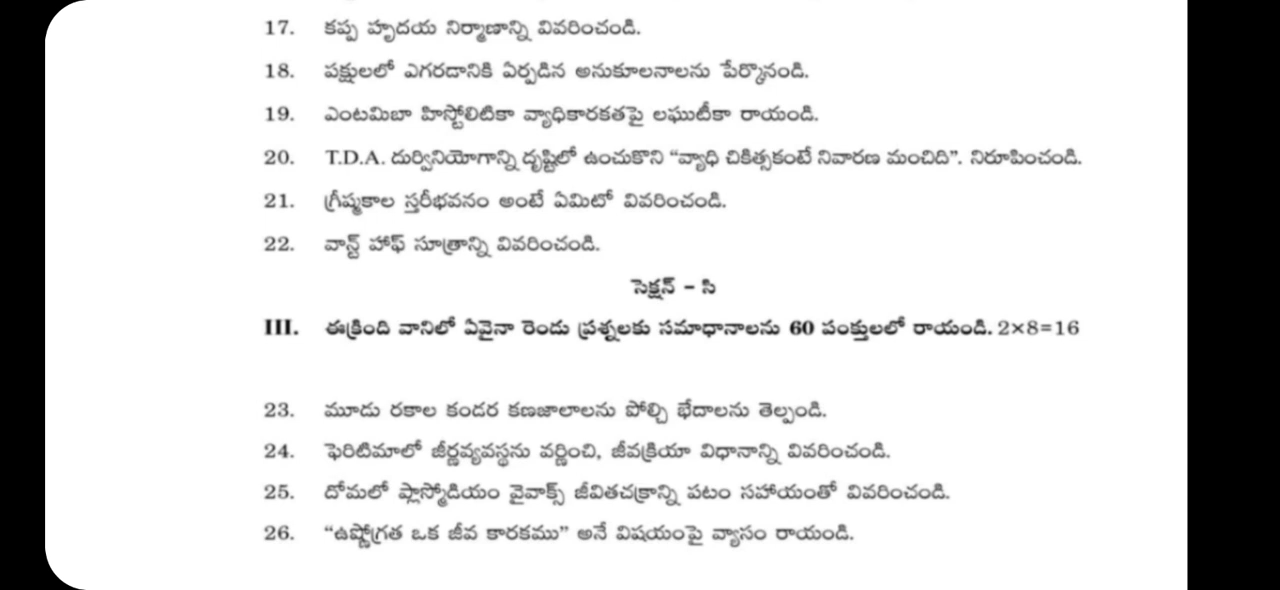 17. కప్ప హృదయ నిర్మాణాన్ని వివరించండి.
18. పక్షులలో ఎగరడానికి ఏర్పడిన అనుకూలనాలను పేర్కొనండి.
19. ఎంటమిబా హిస్టోలిటికా వ్యాధికారకతపై లఘుటీకా రాయండి.
20. T.D.A. దుర్వినియోగాన్ని దృష్టిలో ఉంచుకొని “వ్యాధి చికిత్సకంటే నివారణ మంచిది”. నిరూపించండి.
21. గ్రీష్మకాల స్తరీభవనం అంటే ఏమిటో వివరించండి.
22. వాన్ట్ హాఫ్ సూత్రాన్ని వివరించండి.
సెక్షన్ – సి
III. ఈక్రింది వానిలో ఏవైనా రెండు ప్రశ్నలకు సమాధానాలను 60 పంక్తులలో రాయండి. 2×8=16
23. మూడు రకాల కండర కణజాలాలను పోల్చి భేదాలను తెల్పండి.
24. ఫెరిటిమాలో జీర్ణవ్యవస్థను వర్ణించి, జీవక్రియా విధానాన్ని వివరించండి.
25. దోమలో ప్లాస్మోడియం వైవాక్స్ జీవితచక్రాన్ని పటం సహాయంతో వివరించండి.
26. “ఉష్ణోగ్రత ఒక జీవ కారకము” అనే విషయంపై వ్యాసం రాయండి.